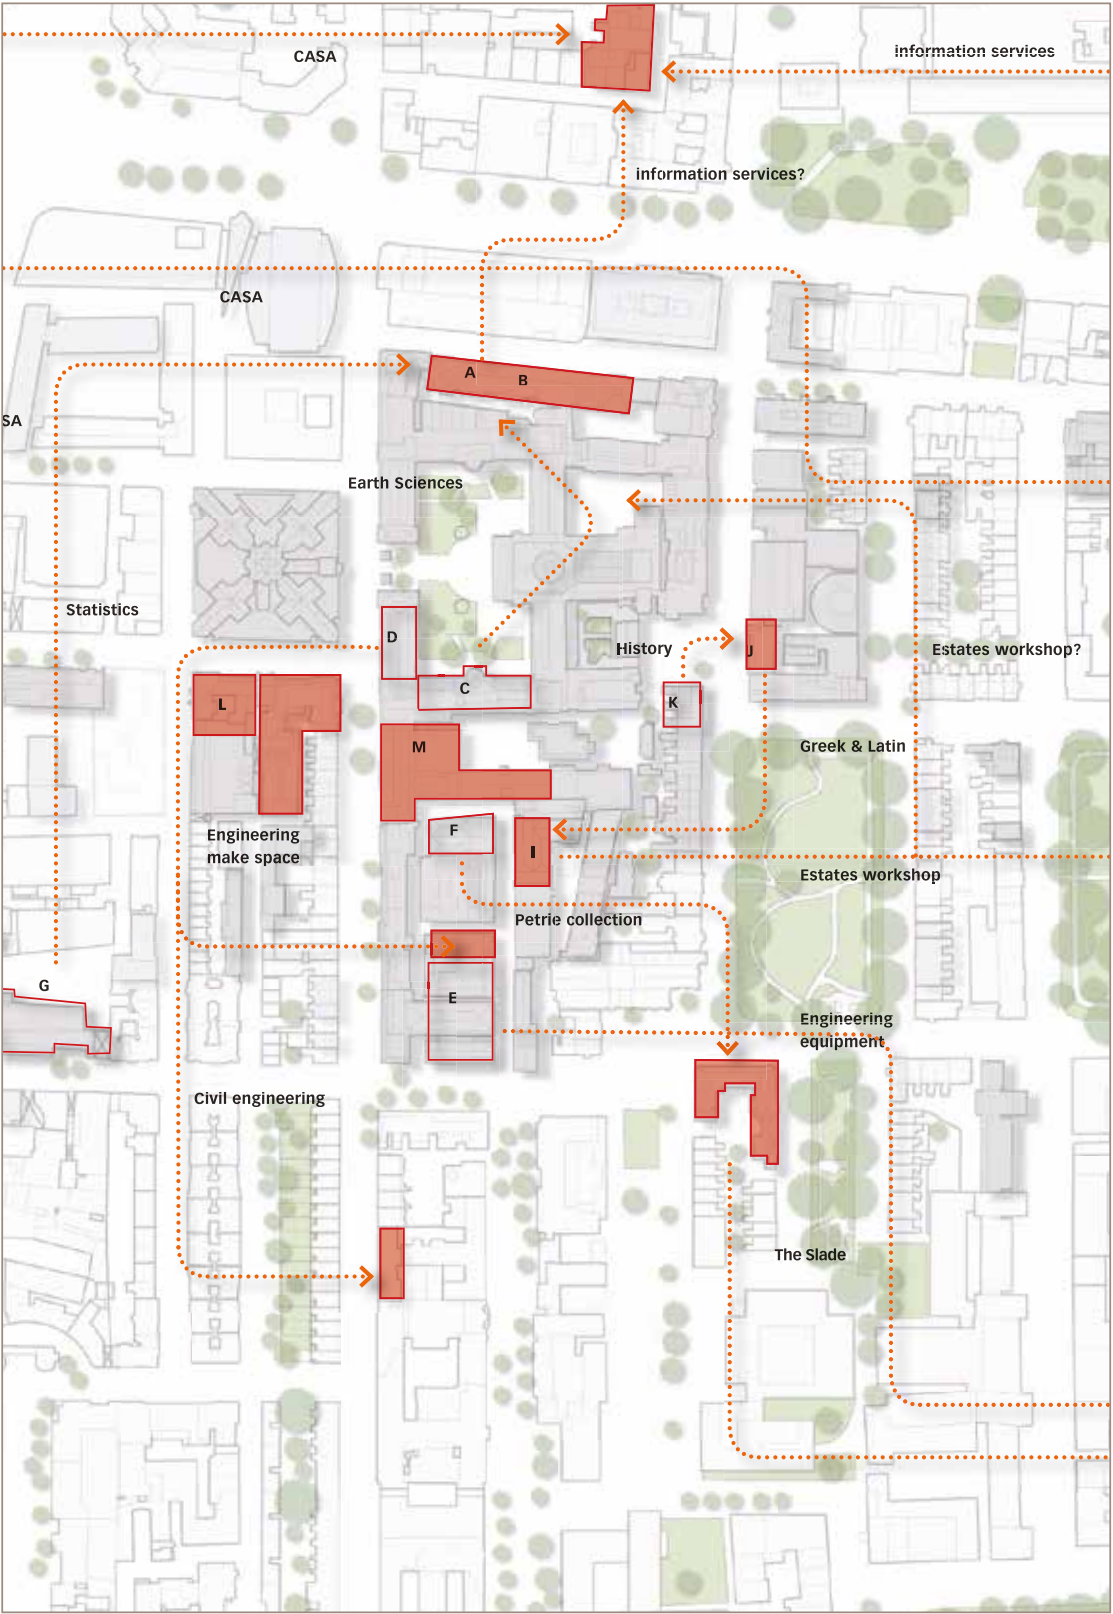 information services
CASA
information services?
CASA
A
B
SA
Earth Sciences
Statistics
D
History
J
Estates workshop?
C
K
L
M
Greek & Latin
F
Engineering
make space
I
Estates workshop
Petrie collection
G
E
Engineering
equipment
Civil engineering
The Slade